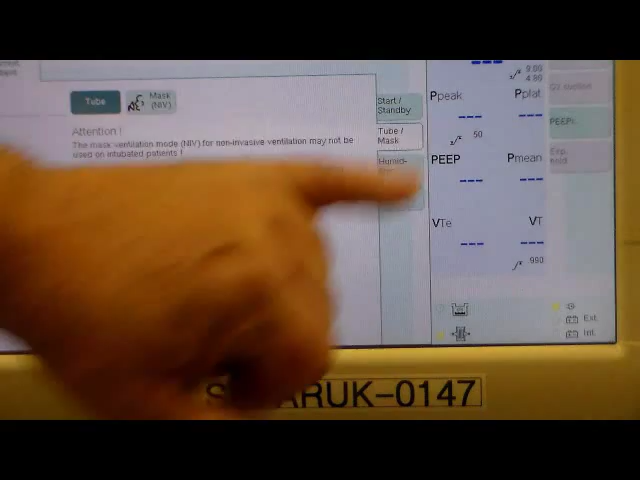 Tube
Mask
(NIV)
Attention !
The mask ventilation mode (NIV) for non-invasive ventilation may not be
used on intubated patients !
Start /
Standby
Tube /
Mask
Humid-
---
9.00
4.80
Ppeak
Pplat
---
---
50
PEEP
Pmean
---
---
VTe
VT
---
---
990
O2 suction
Exp.
Ext.
Int.
ARUK-0147